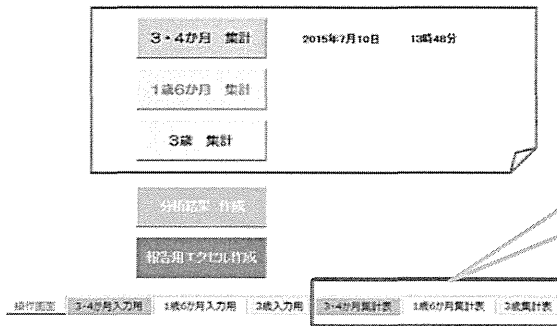 3・4か月 集計 2015年7月10日 13時48分
1歳6か月 集計
3歳 集計
分析結果 作成
報告用エクセル作成
操作画面 3・4か月入力用 1歳6か月入力用 3歳入力用 3・4か月集計表 1歳6か月集計表 3歳集計表